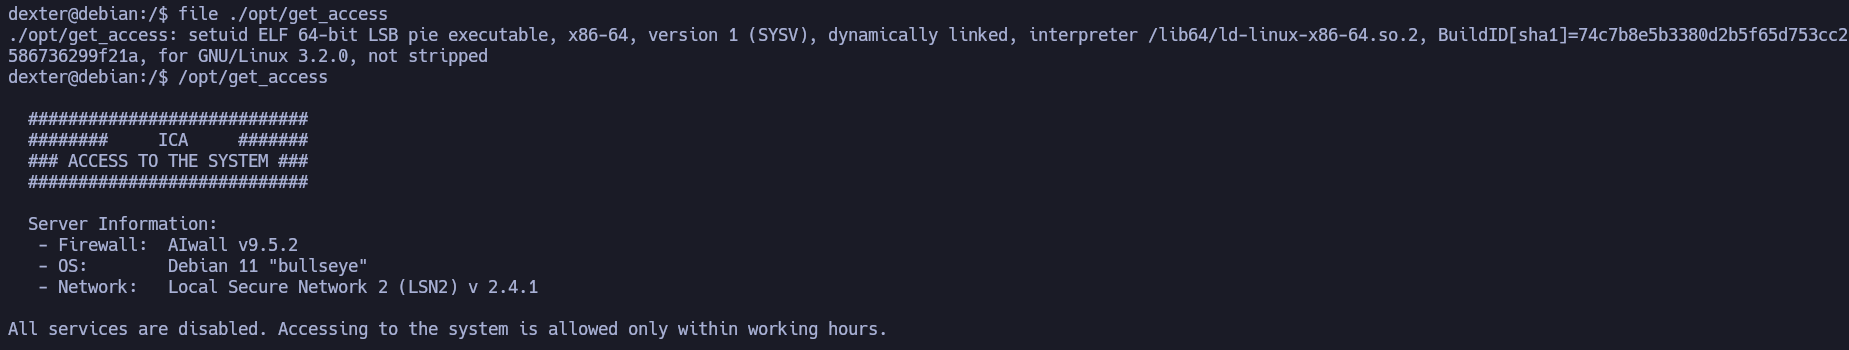 dexter@debian:/$ file ./opt/get_access
./opt/get_access: setuid ELF 64-bit LSB pie executable, x86-64, version 1 (SYSV), dynamically linked, interpreter /lib64/ld-linux-x86-64.so.2, BuildID[sha1]=74c7b8e5b3380d2b5f65d753cc2
586736299f21a, for GNU/Linux 3.2.0, not stripped
dexter@debian:/$ /opt/get_access

  ############################
  ########     ICA     #######
  ### ACCESS TO THE SYSTEM ###
  ############################

  Server Information:
   - Firewall:  AIwall v9.5.2
   - OS:        Debian 11 "bullseye"
   - Network:   Local Secure Network 2 (LSN2) v 2.4.1

All services are disabled. Accessing to the system is allowed only within working hours.